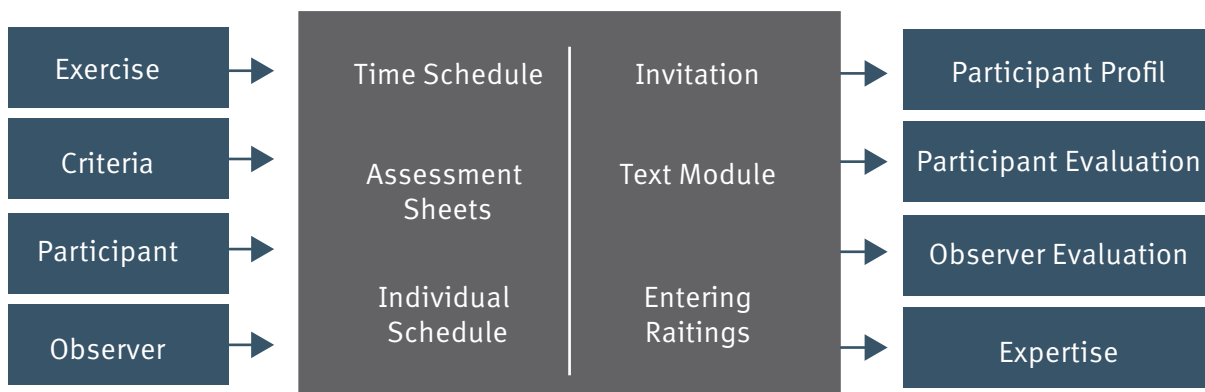 Exercise
Criteria
Participant
Observer
Time Schedule
Assessment
Sheets
Individual
Schedule
Invitation
Text Module
Entering
Raitings
Participant Profil
Participant Evaluation
Observer Evaluation
Expertise